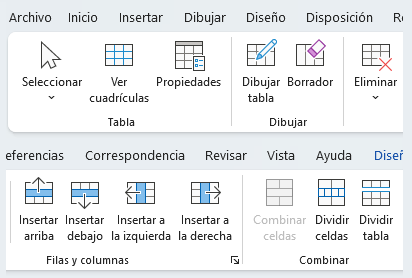 Archivo Inicio Insertar Dibujar Diseño Disposición Re
Seleccionar Ver cuadrículas Propiedades Dibujar tabla Borrador Eliminar
Tabla Dibujar
eferencias Correspondencia Revisar Vista Ayuda Diseñ
Insertar arriba Insertar debajo Insertar a la izquierda Insertar a la derecha Combinar celdas Dividir celdas Dividir tabla
Filas y columnas Combinar